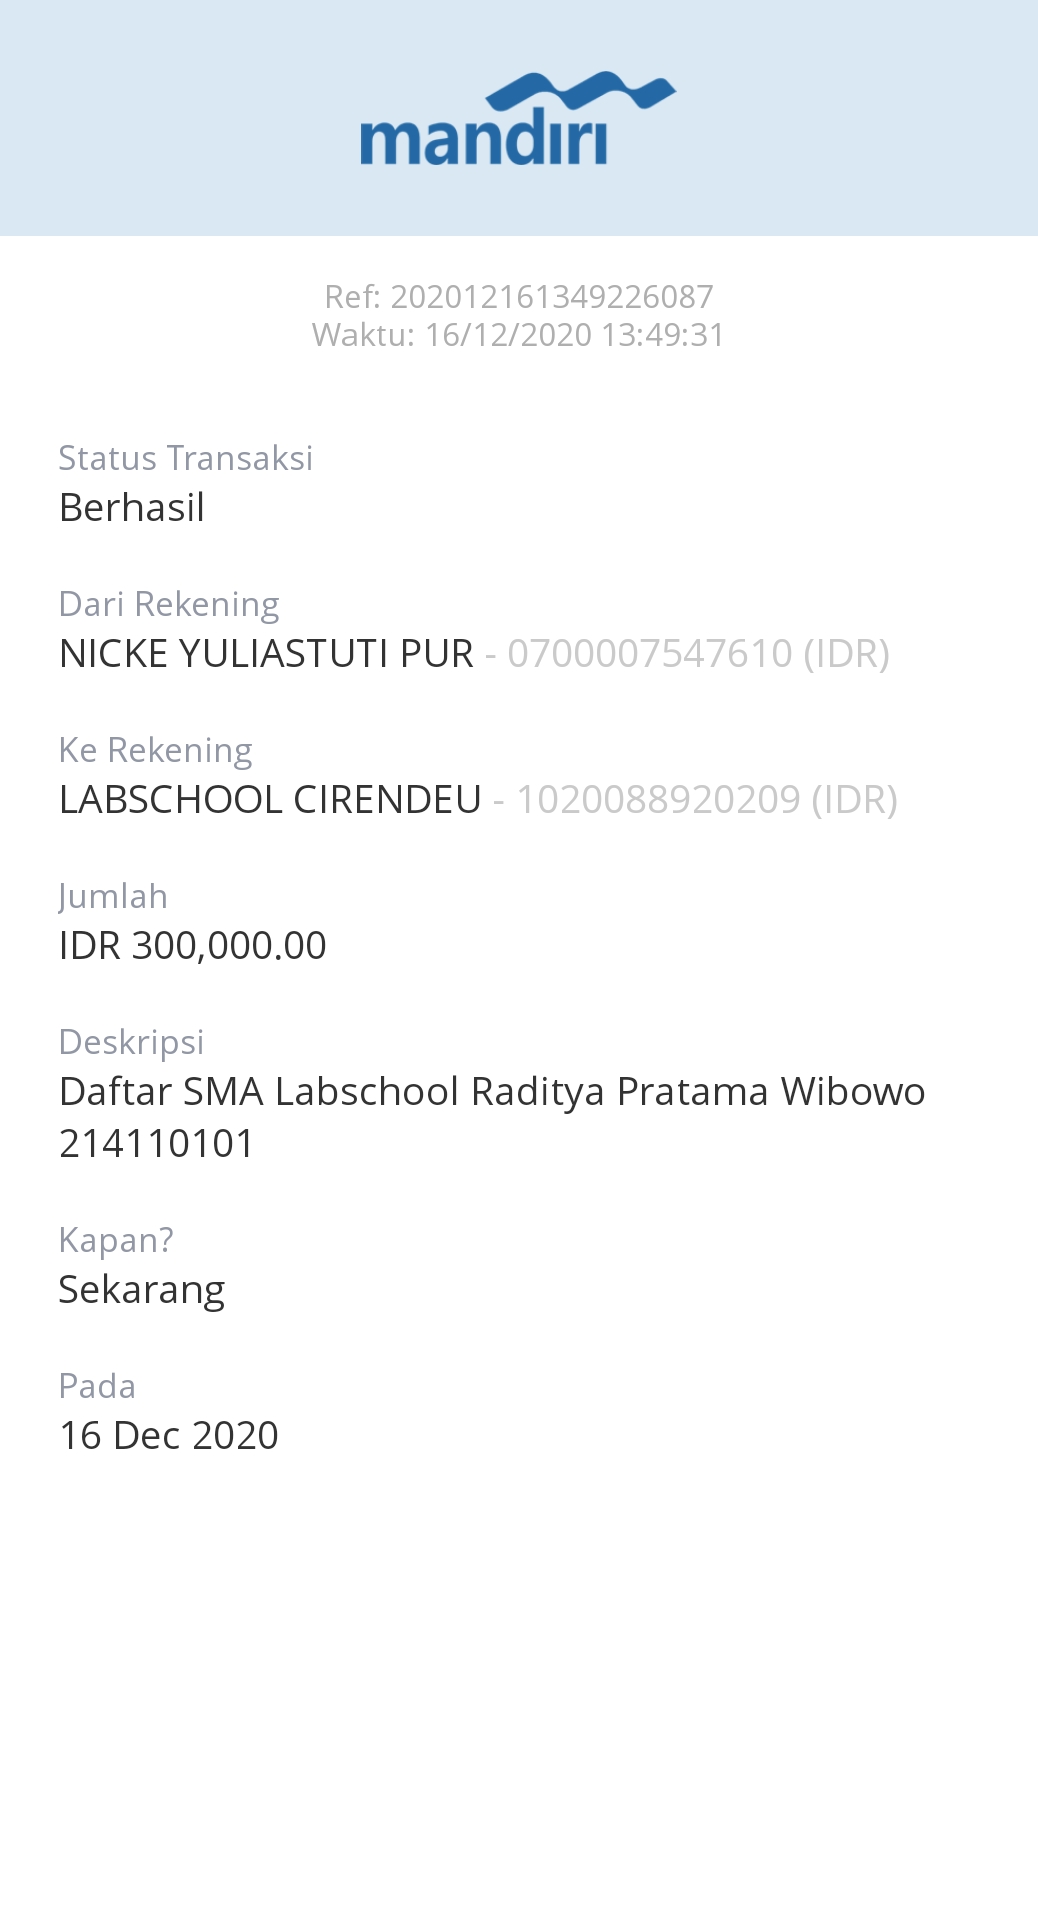 mandiri
Ref: 202012161349226087
Waktu: 16/12/2020 13:49:31
Status Transaksi
Berhasil
Dari Rekening
NICKE YULIASTUTI PUR - 0700007547610 (IDR)
Ke Rekening
LABSCHOOL CIRENDEU - 1020088920209 (IDR)
Jumlah
IDR 300,000.00
Deskripsi
Daftar SMA Labschool Raditya Pratama Wibowo
214110101
Kapan?
Sekarang
Pada
16 Dec 2020